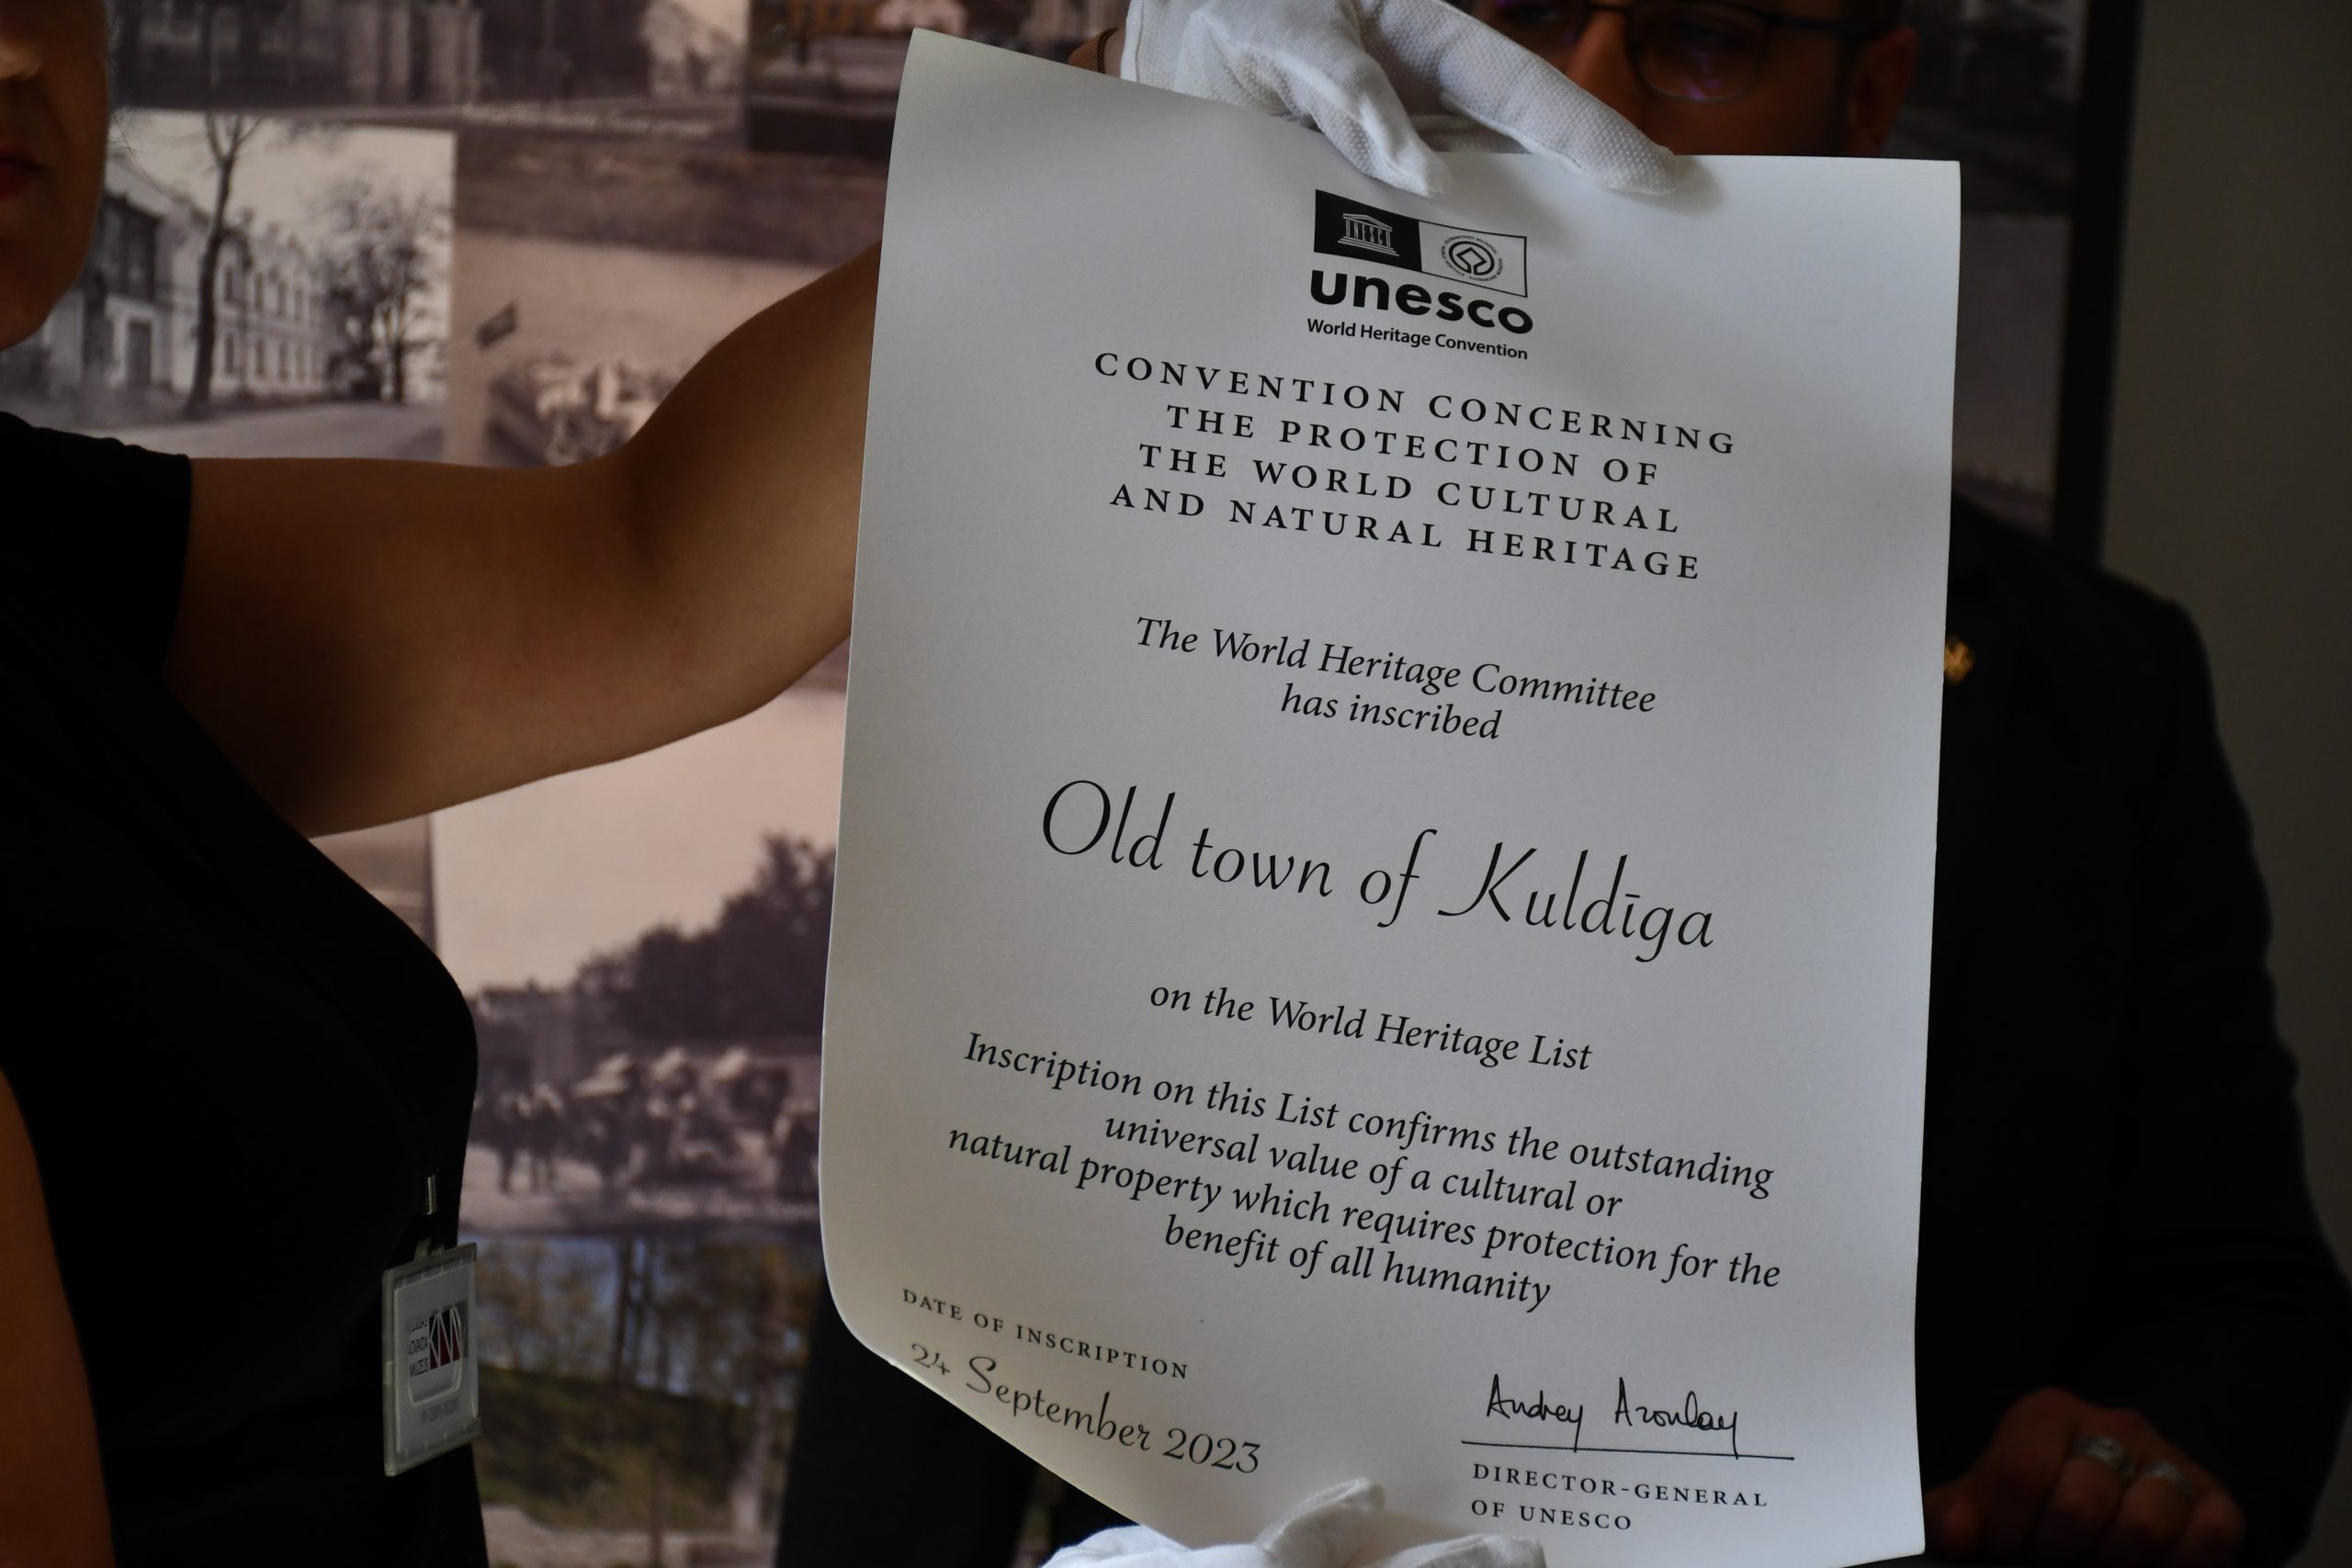 UNESCO
unesco
World Heritage Convention
CONVENTION CONCERNING
THE PROTECTION OF
THE WORLD CULTURAL
AND NATURAL HERITAGE
The World Heritage Committee
has inscribed
Old town of Kuldīga
on the World Heritage List
Inscription on this List confirms the outstanding
universal value of a cultural or
natural property which requires protection for the
benefit of all humanity
DATE OF INSCRIPTION
24 September 2023
Audrey Azoulay
DIRECTOR-GENERAL
OF UNESCO